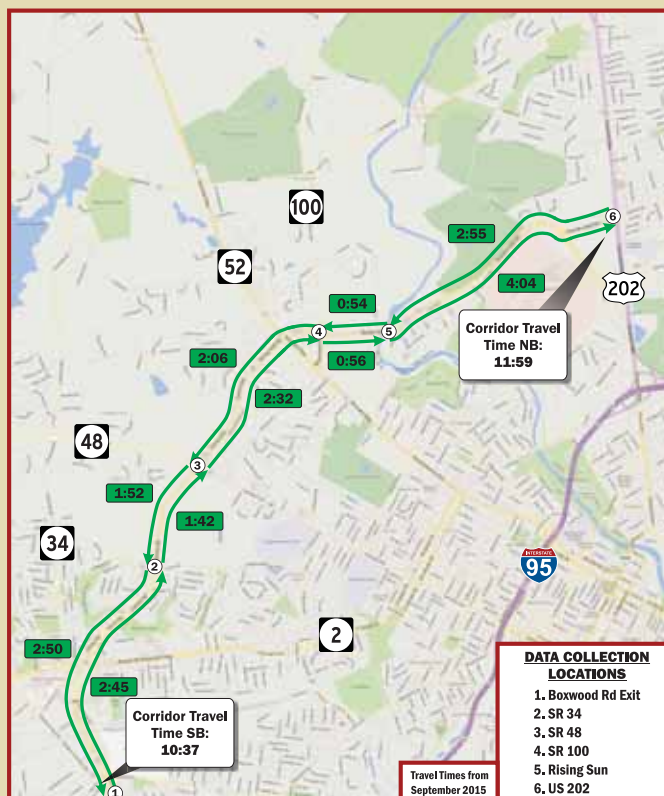 100
6
2:55
52
4:04
202
0:54
4
5
Corridor Travel
Time NB:
11:59
2:06
0:56
2:32
48
3
1:52
1:42
34
2
INTERSTATE
95
2
2:50
2:45
Corridor Travel
Time SB:
10:37
1
DATA COLLECTION
LOCATIONS
1. Boxwood Rd Exit
2. SR 34
3. SR 48
4. SR 100
5. Rising Sun
6. US 202
Travel Times from
September 2015